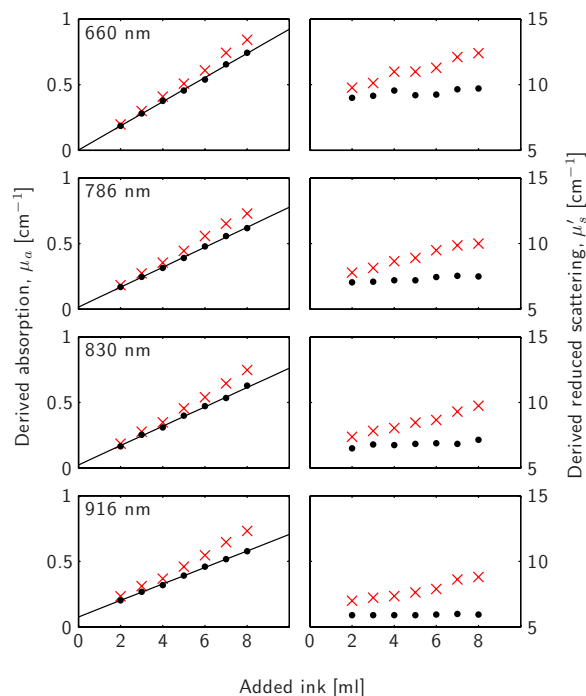 1
0.5
0
660 nm
15
10
5
1
0.5
0
786 nm
15
10
5
1
0.5
0
830 nm
15
10
5
1
0.5
0
916 nm
15
10
5
0 2 4 6 8
0 2 4 6 8
Added ink [ml]
Derived absorption, μₐ [cm⁻¹]
Derived reduced scattering, μ′ₛ [cm⁻¹]